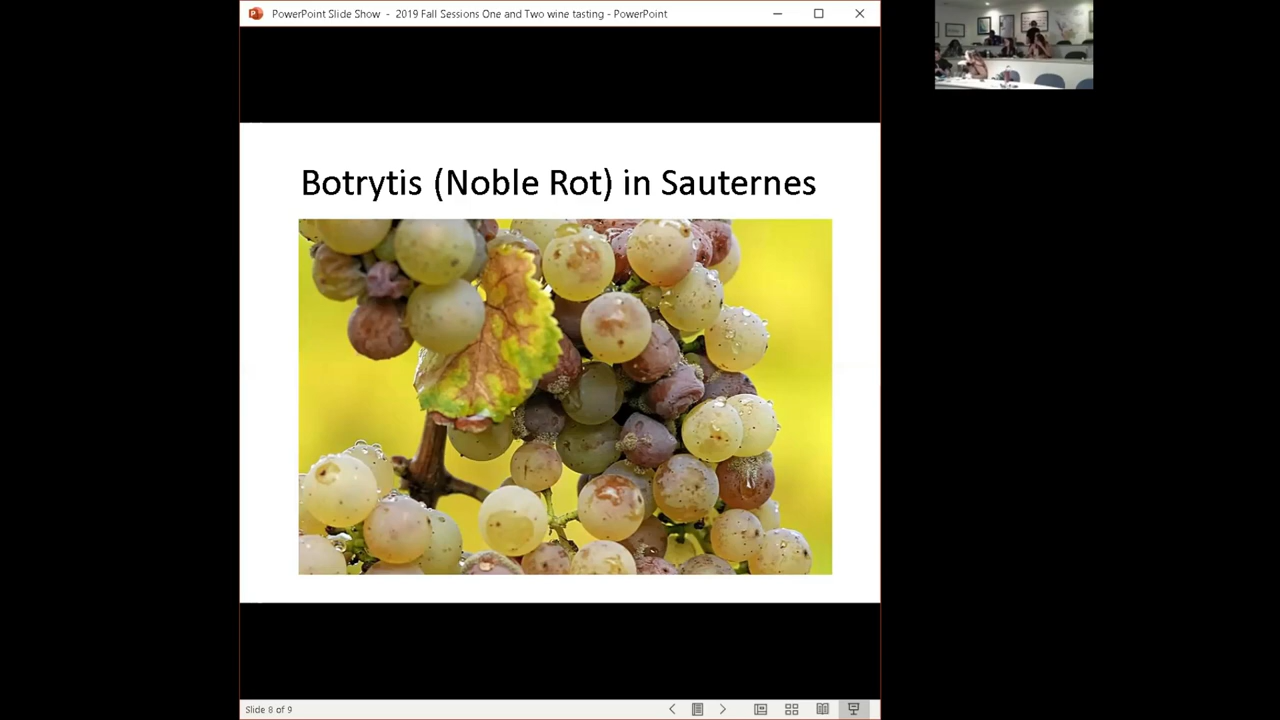 PowerPoint Slide Show - 2019 Fall Sessions One and Two wine tasting - PowerPoint
Botrytis (Noble Rot) in Sauternes
Slide 8 of 9